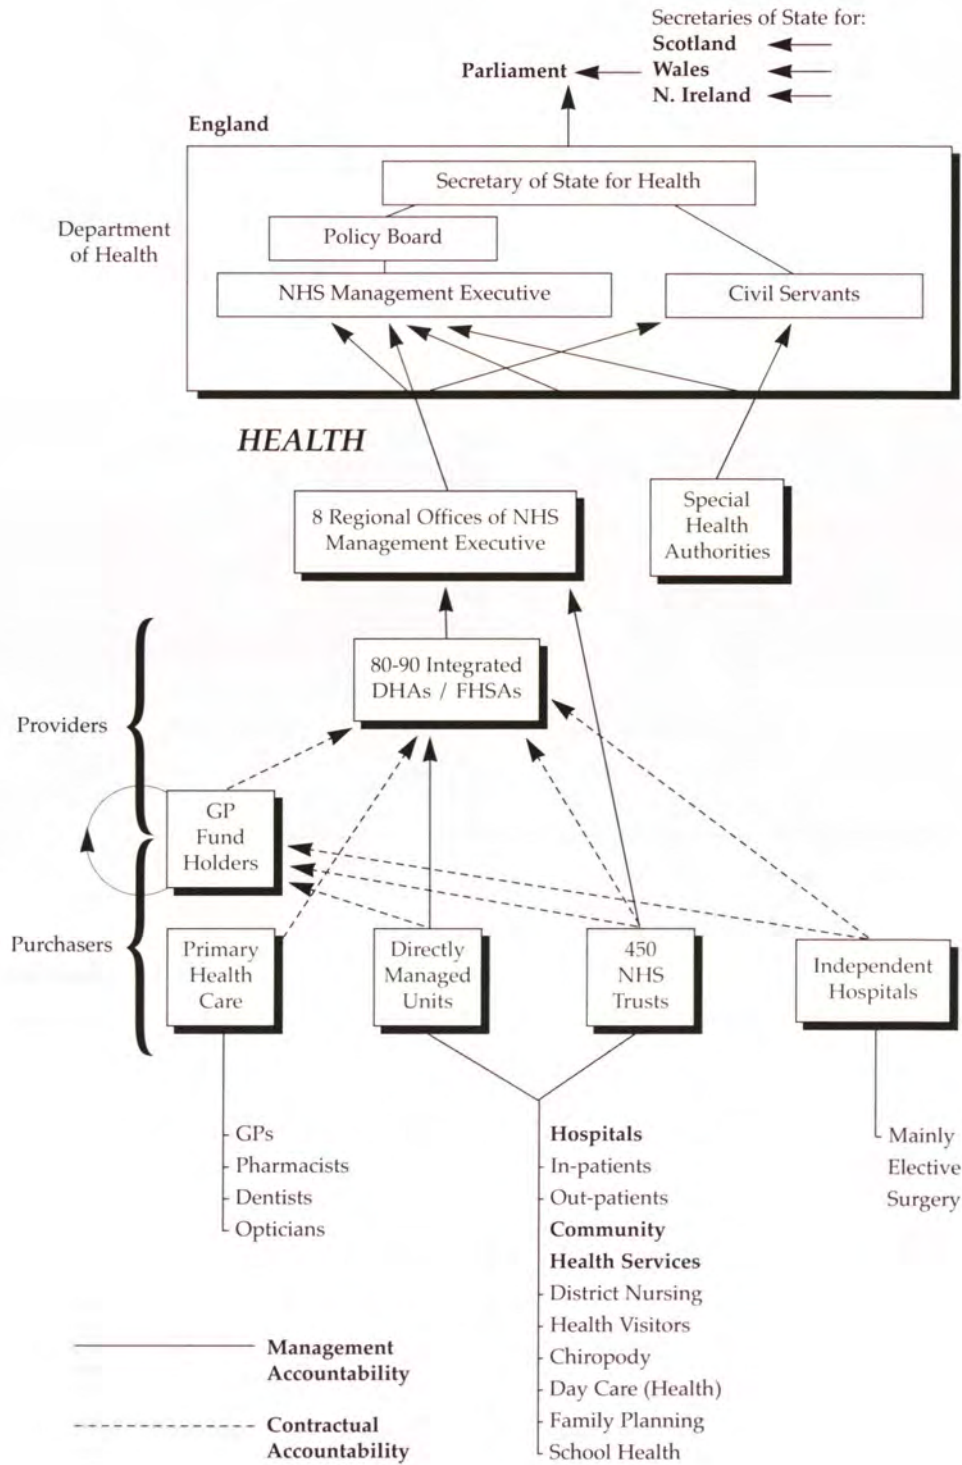 Secretaries of State for:
Scotland
Parliament
Wales
N. Ireland
England
Secretary of State for Health
Department
of Health
Policy Board
NHS Management Executive
Civil Servants
HEALTH
8 Regional Offices of NHS
Management Executive
Special
Health
Authorities
80-90 Integrated
DHAs / FHSAs
Providers
GP
Fund
Holders
Purchasers
Primary
Health
Care
Directly
Managed
Units
450
NHS
Trusts
Independent
Hospitals
GPs
Pharmacists
Dentists
Opticians
Hospitals
In-patients
Out-patients
Community
Health Services
District Nursing
Health Visitors
Chiropody
Day Care (Health)
Family Planning
School Health
Mainly
Elective
Surgery
Management
Accountability
Contractual
Accountability